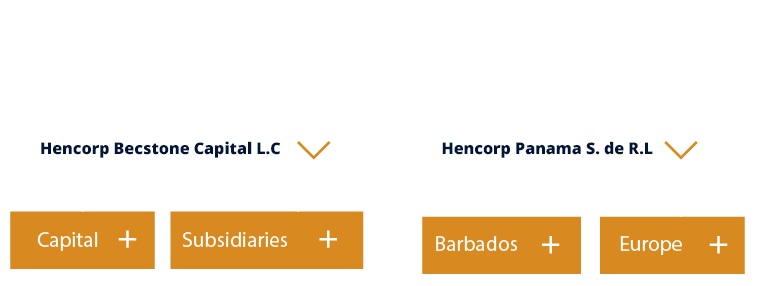 Hencorp Becstone Capital L.C
Hencorp Panama S. de R.L
Capital +
Subsidiaries +
Barbados +
Europe +